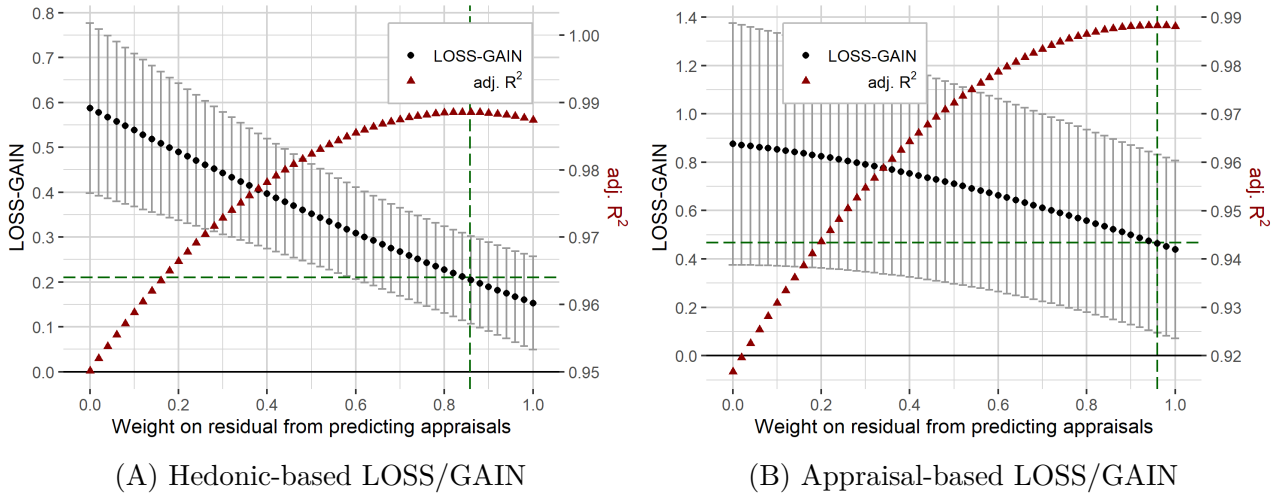 0.8
0.7
0.6
0.5
0.4
0.3
0.2
0.1
0.0
LOSS-GAIN
LOSS-GAIN
adj. R²
1.00
0.99
0.98
0.97
0.96
0.95
adj. R²
0.0 0.2 0.4 0.6 0.8 1.0
Weight on residual from predicting appraisals
(A) Hedonic-based LOSS/GAIN
1.4
1.2
1.0
0.8
0.6
0.4
0.2
0.0
LOSS-GAIN
LOSS-GAIN
adj. R²
0.99
0.98
0.97
0.96
0.95
0.94
0.93
0.92
adj. R²
0.0 0.2 0.4 0.6 0.8 1.0
Weight on residual from predicting appraisals
(B) Appraisal-based LOSS/GAIN